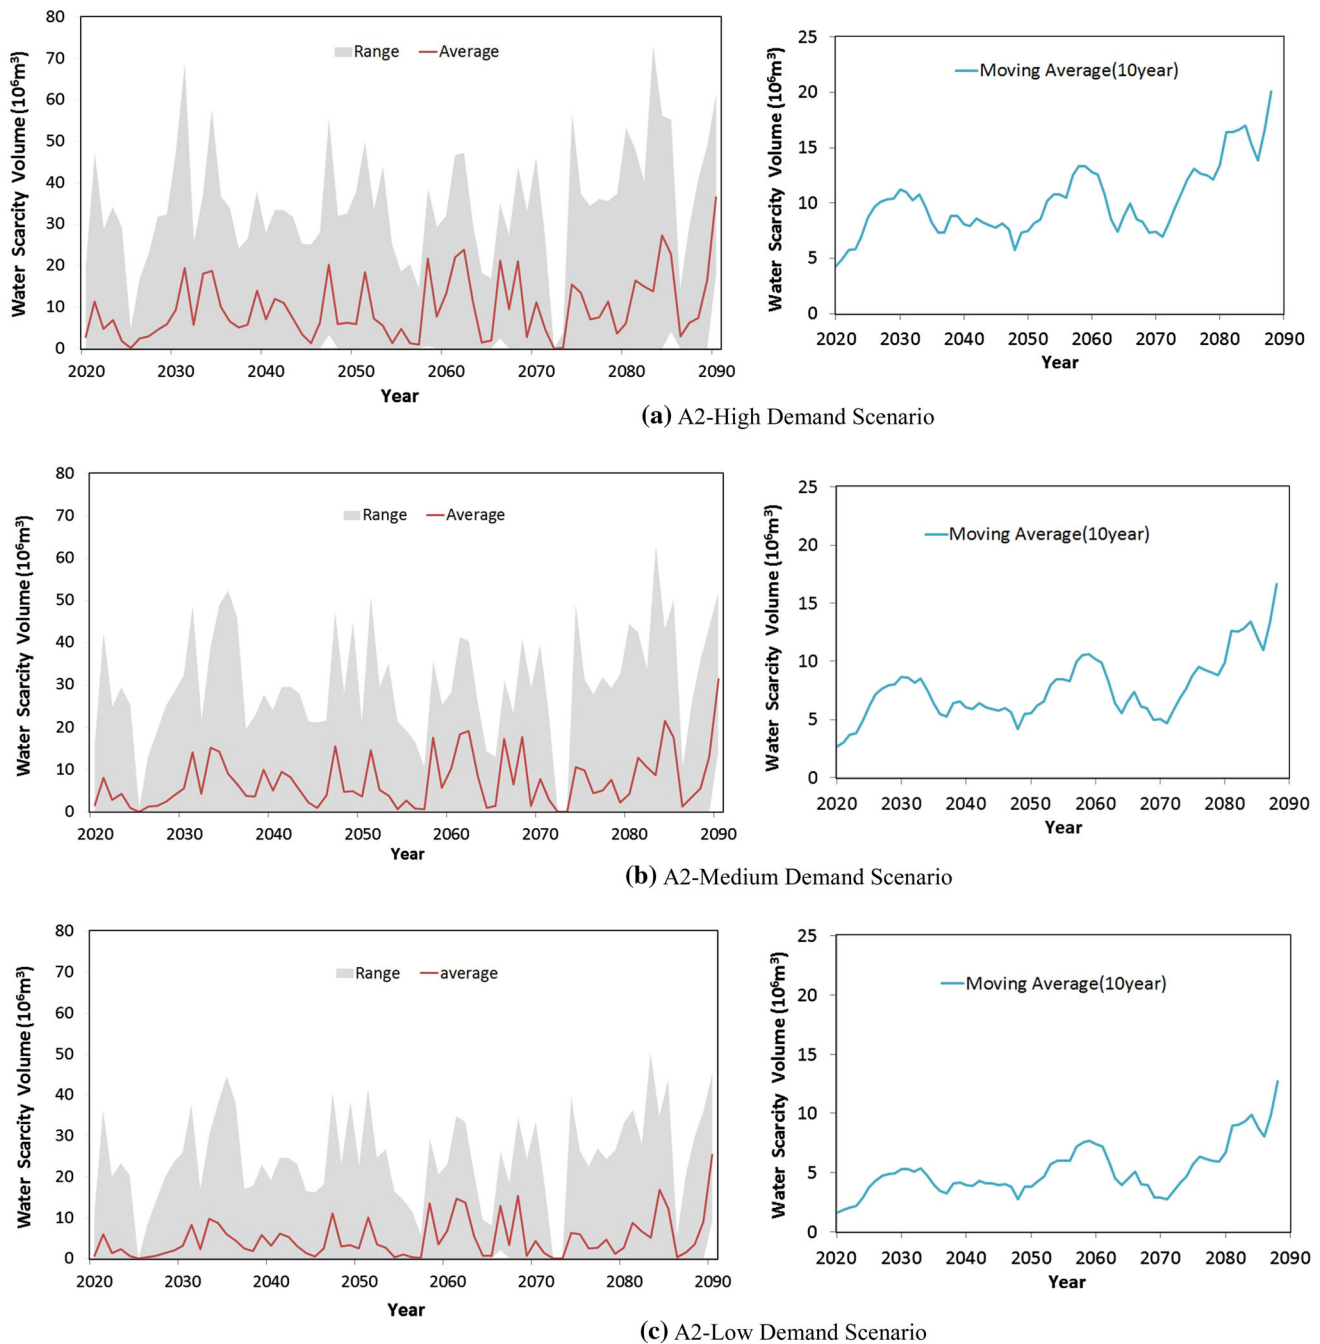 Water Scarcity Volume (10⁶m³)
80
70
60
50
40
30
20
10
0
Range Average
2020 2030 2040 2050 2060 2070 2080 2090
Year
Water Scarcity Volume (10⁶m³)
25
20
15
10
5
0
Moving Average(10year)
2020 2030 2040 2050 2060 2070 2080 2090
Year
(a) A2-High Demand Scenario
Water Scarcity Volume (10⁶m³)
80
70
60
50
40
30
20
10
0
Range Average
2020 2030 2040 2050 2060 2070 2080 2090
Year
Water Scarcity Volume (10⁶m³)
25
20
15
10
5
0
Moving Average(10year)
2020 2030 2040 2050 2060 2070 2080 2090
Year
(b) A2-Medium Demand Scenario
Water Scarcity Volume (10⁶m³)
80
70
60
50
40
30
20
10
0
Range average
2020 2030 2040 2050 2060 2070 2080 2090
Year
Water Scarcity Volume (10⁶m³)
25
20
15
10
5
0
Moving Average(10year)
2020 2030 2040 2050 2060 2070 2080 2090
Year
(c) A2-Low Demand Scenario